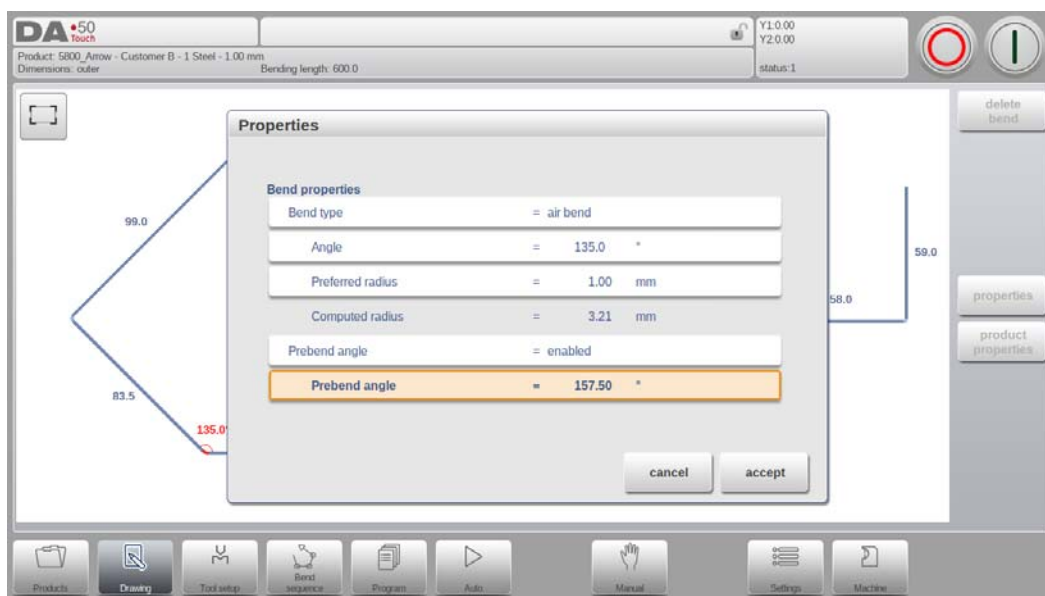 DA 50
Touch
Y1:0.00
Y2:0.00
Product: 5800_Arrow - Customer B - 1 Steel - 1.00 mm
Dimensions: outer
Bending length: 600.0
status:1
delete
bend
Properties
Bend properties
Bend type = air bend
Angle = 135.0 °
Preferred radius = 1.00 mm
Computed radius = 3.21 mm
Prebend angle = enabled
Prebend angle = 157.50 °
cancel
accept
99.0
83.5
135.0°
59.0
58.0
properties
product
properties
Products
Drawing
Tool setup
Bend
sequence
Program
Auto
Manual
Settings
Machine